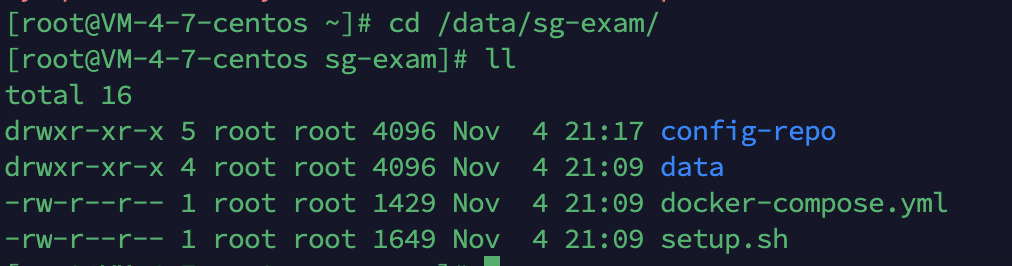 [root@VM-4-7-centos ~]# cd /data/sg-exam/
[root@VM-4-7-centos sg-exam]# ll
total 16
drwxr-xr-x 5 root root 4096 Nov  4 21:17 config-repo
drwxr-xr-x 4 root root 4096 Nov  4 21:09 data
-rw-r--r-- 1 root root 1429 Nov  4 21:09 docker-compose.yml
-rw-r--r-- 1 root root 1649 Nov  4 21:09 setup.sh